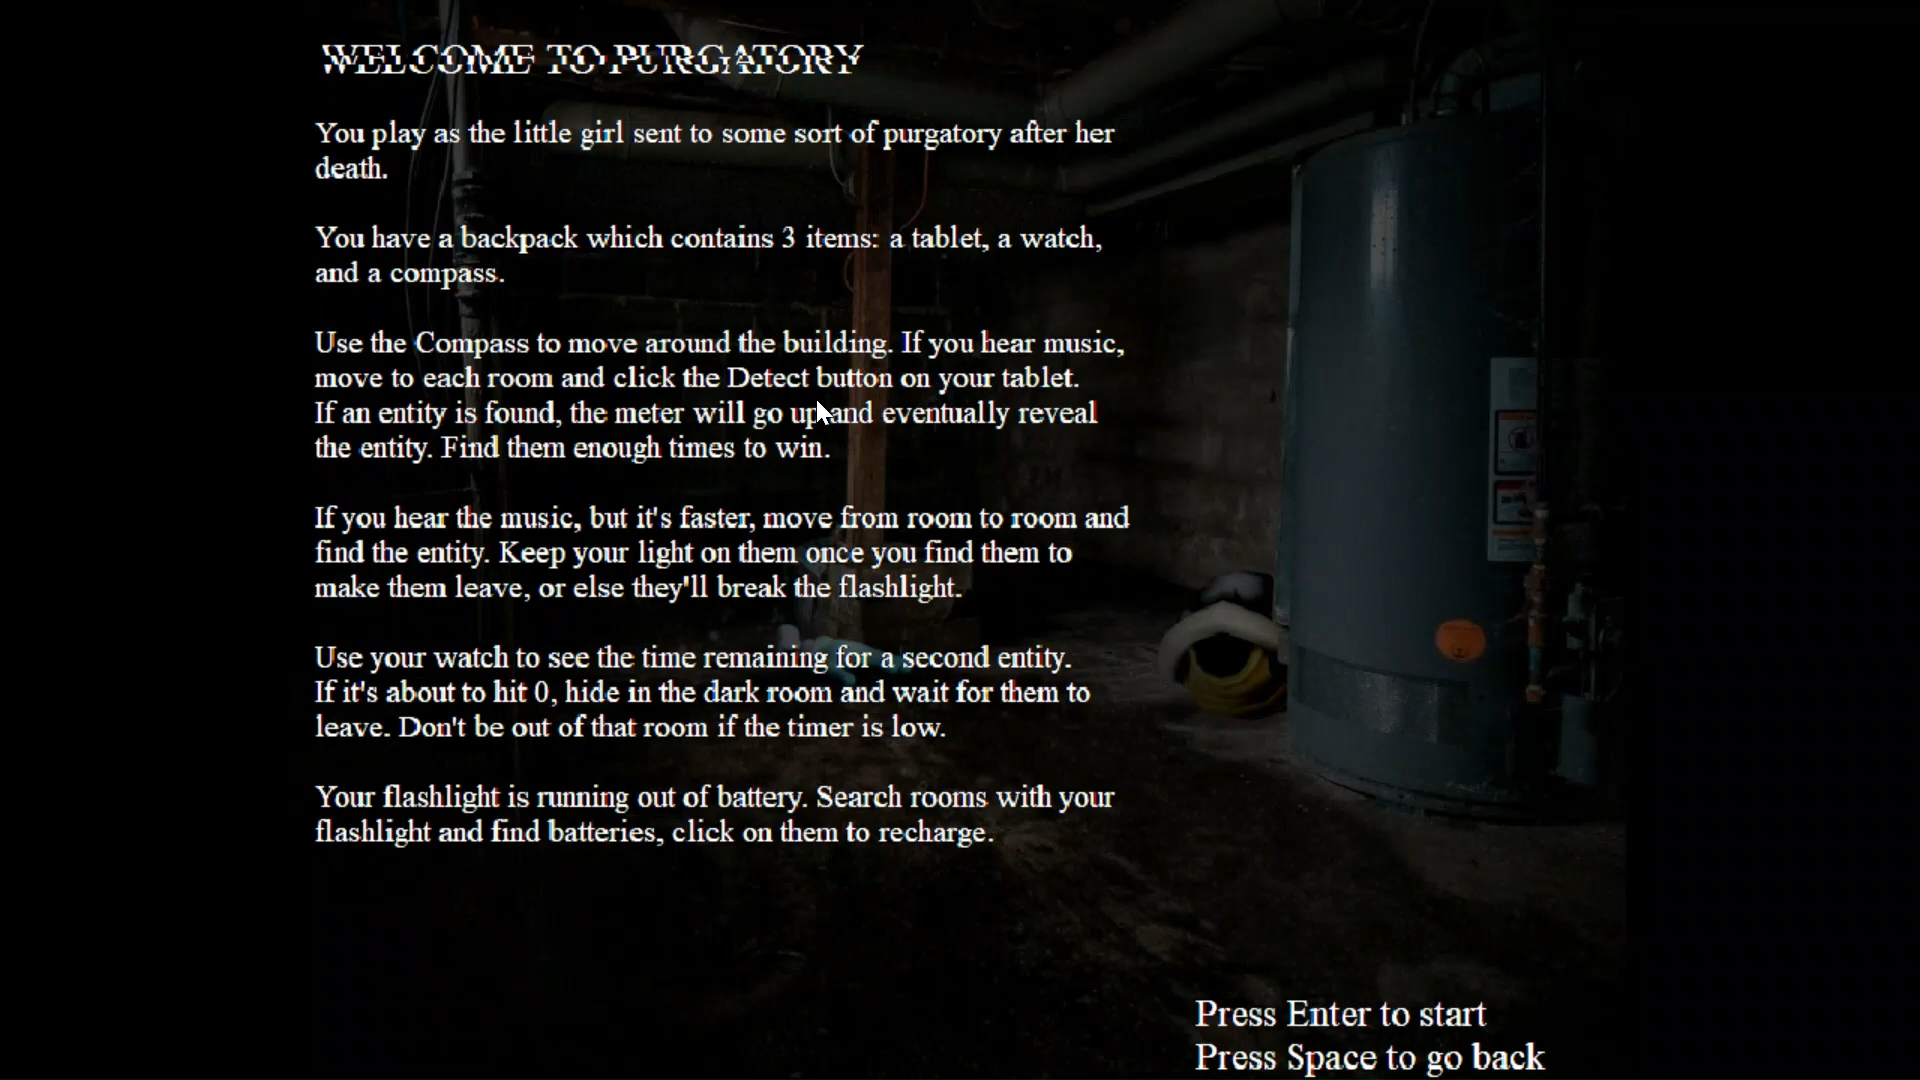 WELCOME TO PURGATORY
You play as the little girl sent to some sort of purgatory after her
death.
You have a backpack which contains 3 items: a tablet, a watch,
and a compass.
Use the Compass to move around the building. If you hear music,
move to each room and click the Detect button on your tablet.
If an entity is found, the meter will go up and eventually reveal
the entity. Find them enough times to win.
If you hear the music, but it's faster, move from room to room and
find the entity. Keep your light on them once you find them to
make them leave, or else they'll break the flashlight.
Use your watch to see the time remaining for a second entity.
If it's about to hit 0, hide in the dark room and wait for them to
leave. Don't be out of that room if the timer is low.
Your flashlight is running out of battery. Search rooms with your
flashlight and find batteries, click on them to recharge.
Press Enter to start
Press Space to go back